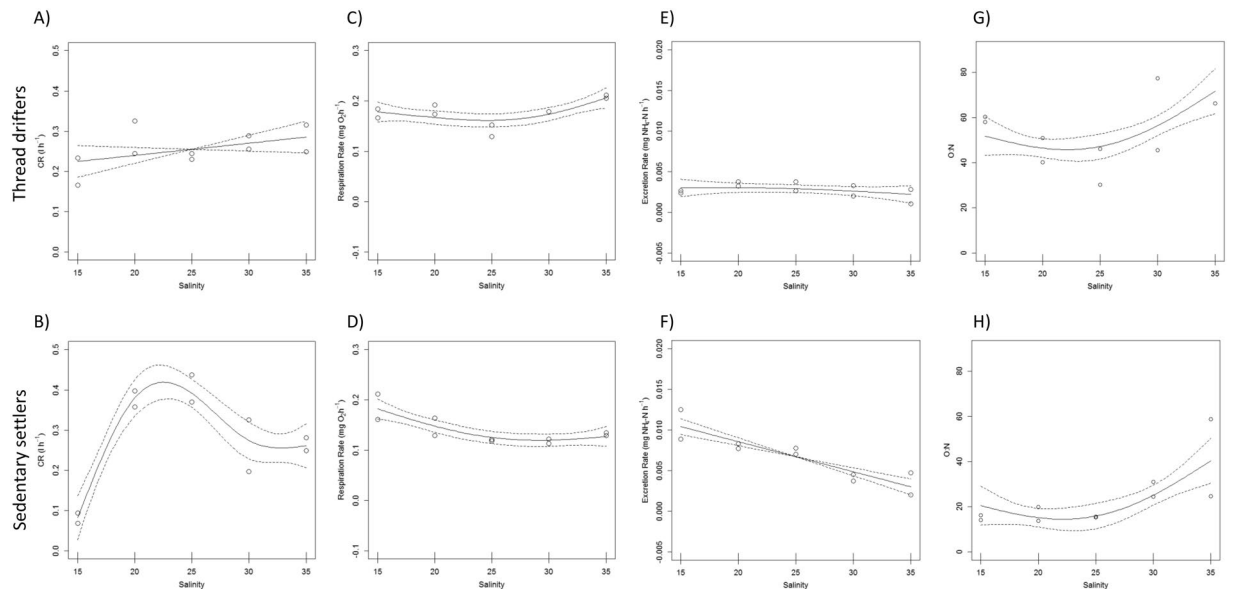 A)
C)
E)
G)
Thread drifters
CR (l h⁻¹)
0.5
0.4
0.3
0.2
0.1
0.0
15 20 25 30 35
Salinity
Respiration Rate (mg O₂h⁻¹)
0.3
0.2
0.1
0.0
-0.1
15 20 25 30 35
Salinity
Excretion Rate (mg NH₄-N h⁻¹)
0.020
0.015
0.010
0.005
0.000
-0.005
15 20 25 30 35
Salinity
O:N
80
60
40
20
0
15 20 25 30 35
Salinity
B)
D)
F)
H)
Sedentary settlers
CR (l h⁻¹)
0.5
0.4
0.3
0.2
0.1
0.0
15 20 25 30 35
Salinity
Respiration Rate (mg O₂h⁻¹)
0.3
0.2
0.1
0.0
-0.1
15 20 25 30 35
Salinity
Excretion Rate (mg NH₄-N h⁻¹)
0.020
0.015
0.010
0.005
0.000
-0.005
15 20 25 30 35
Salinity
O:N
80
60
40
20
0
15 20 25 30 35
Salinity